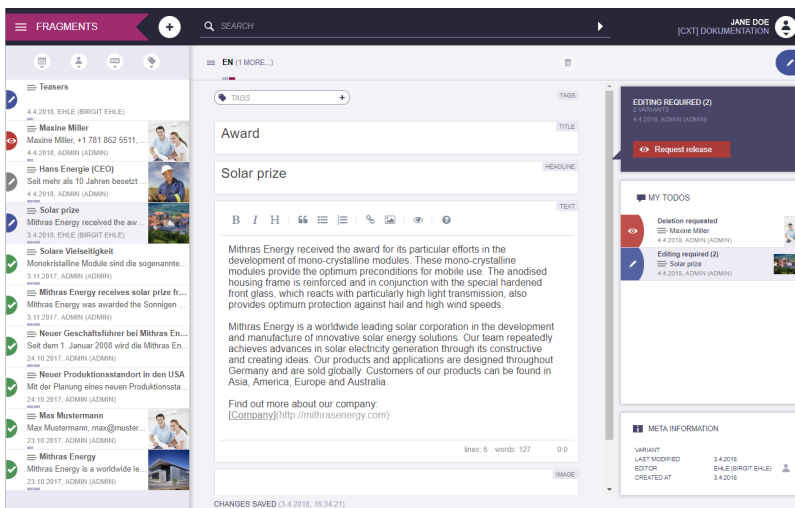 FRAGMENTS
SEARCH
JANE DOE
[CXT] DOKUMENTATION
Teasers
4.4.2018, EHLE (BIRGIT EHLE)
Maxine Miller
Maxine Miller, +1 781 862 5511, ...
4.4.2018, ADMIN (ADMIN)
Hans Energie (CEO)
Seit mehr als 10 Jahren besetzt ...
4.4.2018, ADMIN (ADMIN)
Solar prize
Mithras Energy received the aw...
3.4.2018, EHLE (BIRGIT EHLE)
Solare Vielseitigkeit
Monokristalline Module sind die sogenannte...
3.11.2017, ADMIN (ADMIN)
Mithras Energy receives solar prize fr...
Mithras Energy was awarded the Sonnigen ...
3.11.2017, ADMIN (ADMIN)
Neuer Geschäftsführer bei Mithras En...
Seit dem 1. Januar 2008 wird die Mithras En...
24.10.2017, ADMIN (ADMIN)
Neuer Produktionsstandort in den USA
Mit der Planung eines neuen Produktionssta...
24.10.2017, ADMIN (ADMIN)
Max Mustermann
Max Mustermann, max@muster...
23.10.2017, ADMIN (ADMIN)
Mithras Energy
Mithras Energy is a worldwide le...
23.10.2017, ADMIN (ADMIN)
EN (1 MORE...)
TAGS
TAGS
TITLE
Award
HEADLINE
Solar prize
TEXT
B I H
Mithras Energy received the award for its particular efforts in the
development of mono-crystalline modules. These mono-crystalline
modules provide the optimum preconditions for mobile use. The anodised
housing frame is reinforced and in conjunction with the special hardened
front glass, which reacts with particularly high light transmission, also
provides optimum protection against hail and high wind speeds.
Mithras Energy is a worldwide leading solar corporation in the development
and manufacture of innovative solar energy solutions. Our team repeatedly
achieves advances in solar electricity generation through its constructive
and creating ideas. Our products and applications are designed throughout
Germany and are sold globally. Customers of our products can be found in
Asia, America, Europe and Australia.
Find out more about our company:
[Company](http://mithrasenergy.com)
lines: 6 words: 127 0:0
IMAGE
CHANGES SAVED (3.4.2018, 16:34:21)
EDITING REQUIRED (2)
2 VARIANTS
4.4.2018, ADMIN (ADMIN)
Request release
MY TODOS
Deletion requested
Maxine Miller
4.4.2018, ADMIN (ADMIN)
Editing required (2)
Solar prize
4.4.2018, ADMIN (ADMIN)
META INFORMATION
VARIANT
LAST MODIFIED 3.4.2018
EDITOR EHLE (BIRGIT EHLE)
CREATED AT 3.4.2018